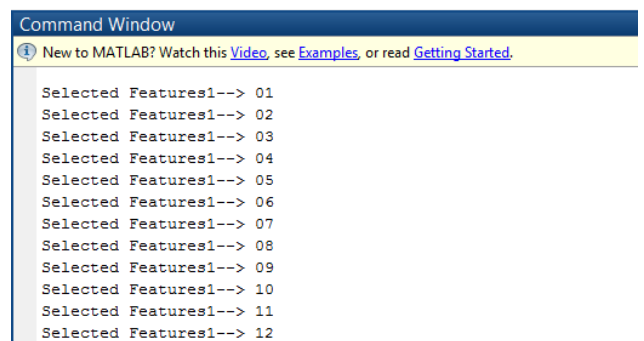 Command Window
New to MATLAB? Watch this Video, see Examples, or read Getting Started.
Selected Features1--> 01
Selected Features1--> 02
Selected Features1--> 03
Selected Features1--> 04
Selected Features1--> 05
Selected Features1--> 06
Selected Features1--> 07
Selected Features1--> 08
Selected Features1--> 09
Selected Features1--> 10
Selected Features1--> 11
Selected Features1--> 12